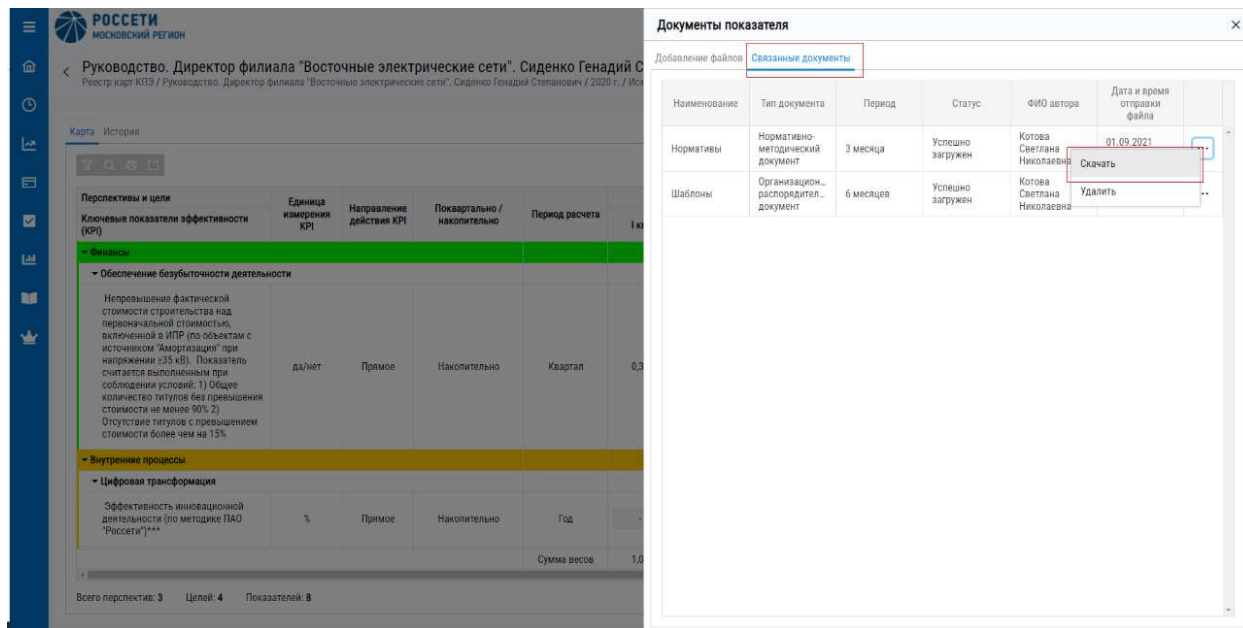 РОССЕТИ
МОСКОВСКИЙ РЕГИОН
Руководство. Директор филиала "Восточные электрические сети". Сиденко Генадий С
Реестр карт КПЭ / Руководство. Директор филиала "Восточные электрические сети". Сиденко Генадий Степанович / 2020 г. / Исх
Карта История
Перспективы и цели
Ключевые показатели эффективности
(KPI)
Единица
измерения
KPI
Направление
действия KPI
Поквартально /
накопительно
Период расчета
I кв
Финансы
Обеспечение безубыточности деятельности
Непревышение фактической
стоимости строительства над
первоначальной стоимостью,
включенной в ИПР (по объектам с
источником "Амортизация" при
напряжении ≥35 кВ). Показатель
считается выполненным при
соблюдении условий: 1) Общее
количество титулов без превышения
стоимости не менее 90% 2)
Отсутствие титулов с превышением
стоимости более чем на 15%
да/нет
Прямое
Накопительно
Квартал
0,3
Внутренние процессы
Цифровая трансформация
Эффективность инновационной
деятельности (по методике ПАО
"Россети")***
%
Прямое
Накопительно
Год
-
Сумма весов
1,0
Всего перспектив: 3 Целей: 4 Показателей: 8
Документы показателя
Добавление файлов Связанные документы
Наименование
Тип документа
Период
Статус
ФИО автора
Дата и время
отправки
файла
Нормативы
Нормативно-
методический
документ
3 месяца
Успешно
загружен
Котова
Светлана
Николаевна
01.09.2021
Шаблоны
Организацион...
распорядител...
документ
6 месяцев
Успешно
загружен
Котова
Светлана
Николаевна
Скачать
Удалить